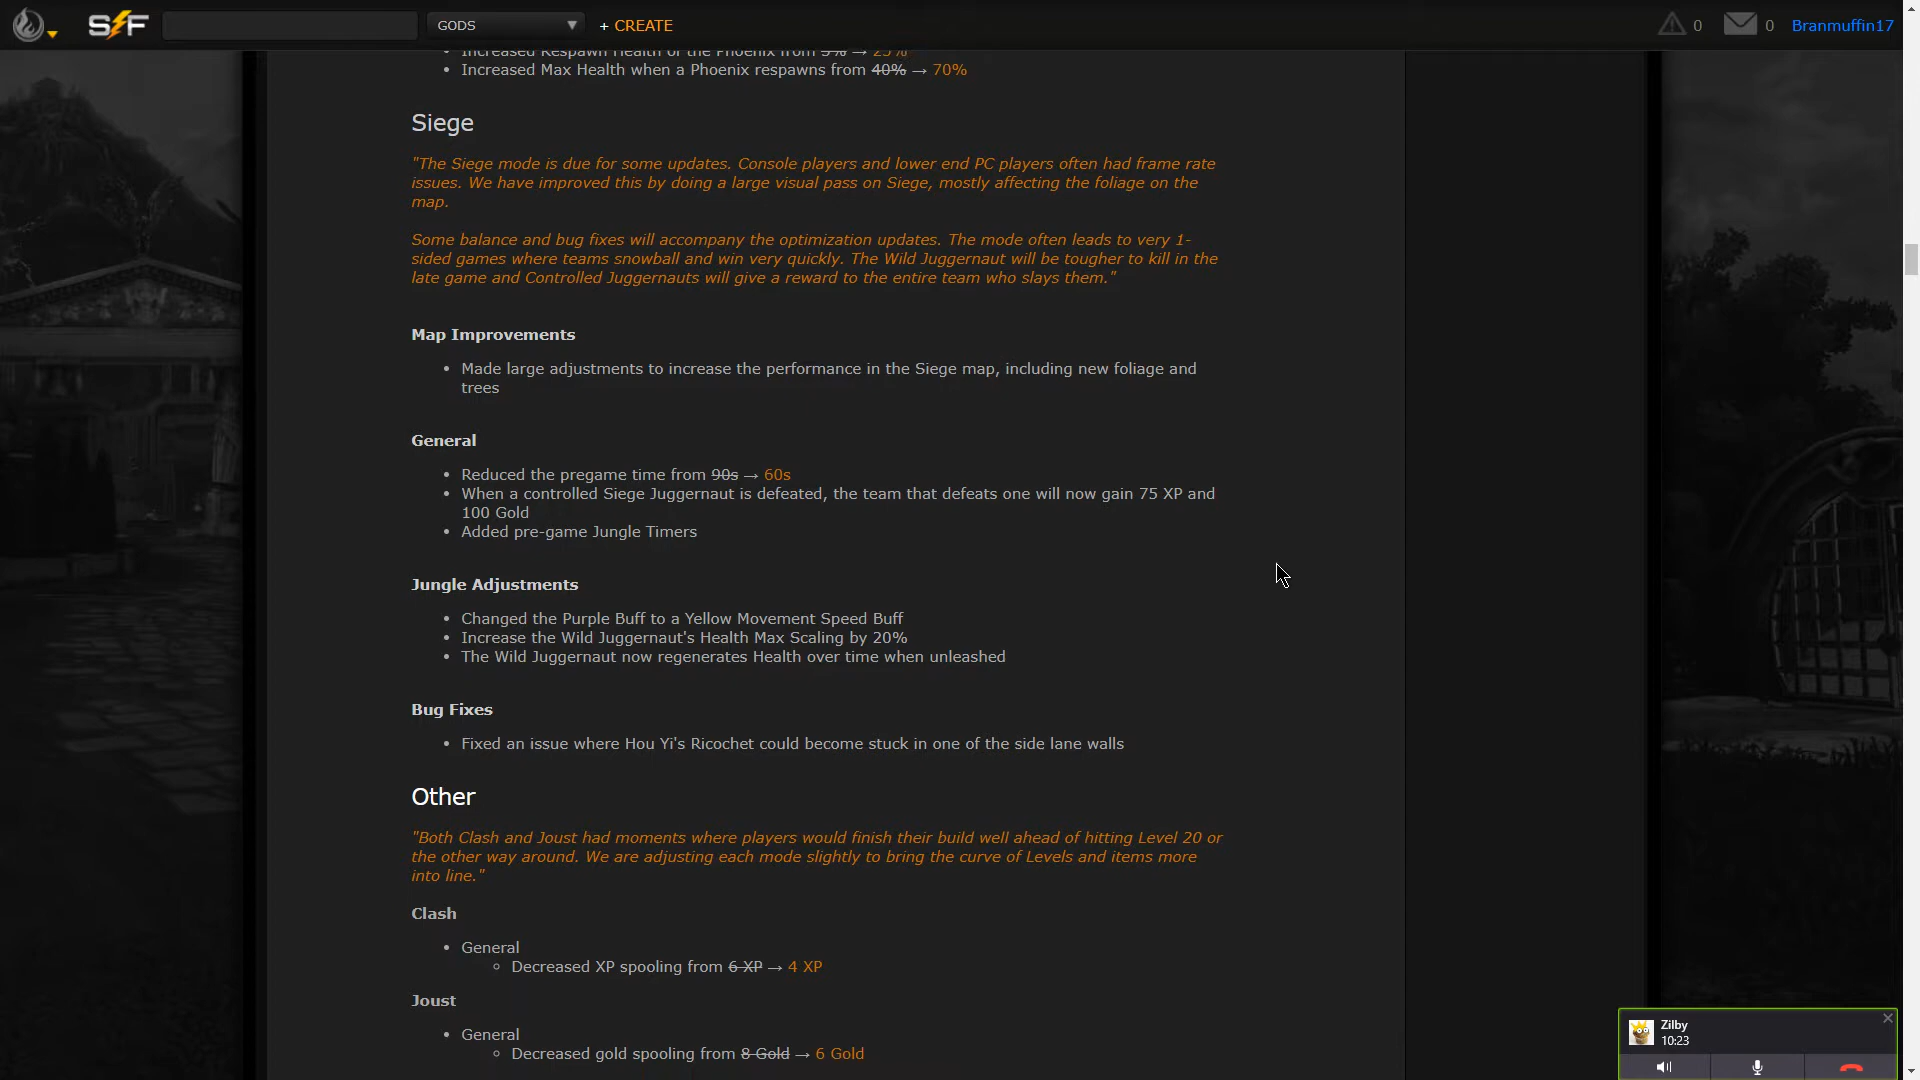 SF GODS + CREATE 0 0 Branmuffin17
• Increased Respawn Health of the Phoenix from 5% → 25%
• Increased Max Health when a Phoenix respawns from 40% → 70%
Siege
"The Siege mode is due for some updates. Console players and lower end PC players often had frame rate
issues. We have improved this by doing a large visual pass on Siege, mostly affecting the foliage on the
map.
Some balance and bug fixes will accompany the optimization updates. The mode often leads to very 1-
sided games where teams snowball and win very quickly. The Wild Juggernaut will be tougher to kill in the
late game and Controlled Juggernauts will give a reward to the entire team who slays them."
Map Improvements
• Made large adjustments to increase the performance in the Siege map, including new foliage and
trees
General
• Reduced the pregame time from 90s → 60s
• When a controlled Siege Juggernaut is defeated, the team that defeats one will now gain 75 XP and
100 Gold
• Added pre-game Jungle Timers
Jungle Adjustments
• Changed the Purple Buff to a Yellow Movement Speed Buff
• Increase the Wild Juggernaut's Health Max Scaling by 20%
• The Wild Juggernaut now regenerates Health over time when unleashed
Bug Fixes
• Fixed an issue where Hou Yi's Ricochet could become stuck in one of the side lane walls
Other
"Both Clash and Joust had moments where players would finish their build well ahead of hitting Level 20 or
the other way around. We are adjusting each mode slightly to bring the curve of Levels and items more
into line."
Clash
• General
◦ Decreased XP spooling from 6 XP → 4 XP
Joust
• General
◦ Decreased gold spooling from 8 Gold → 6 Gold
Zilby
10:23